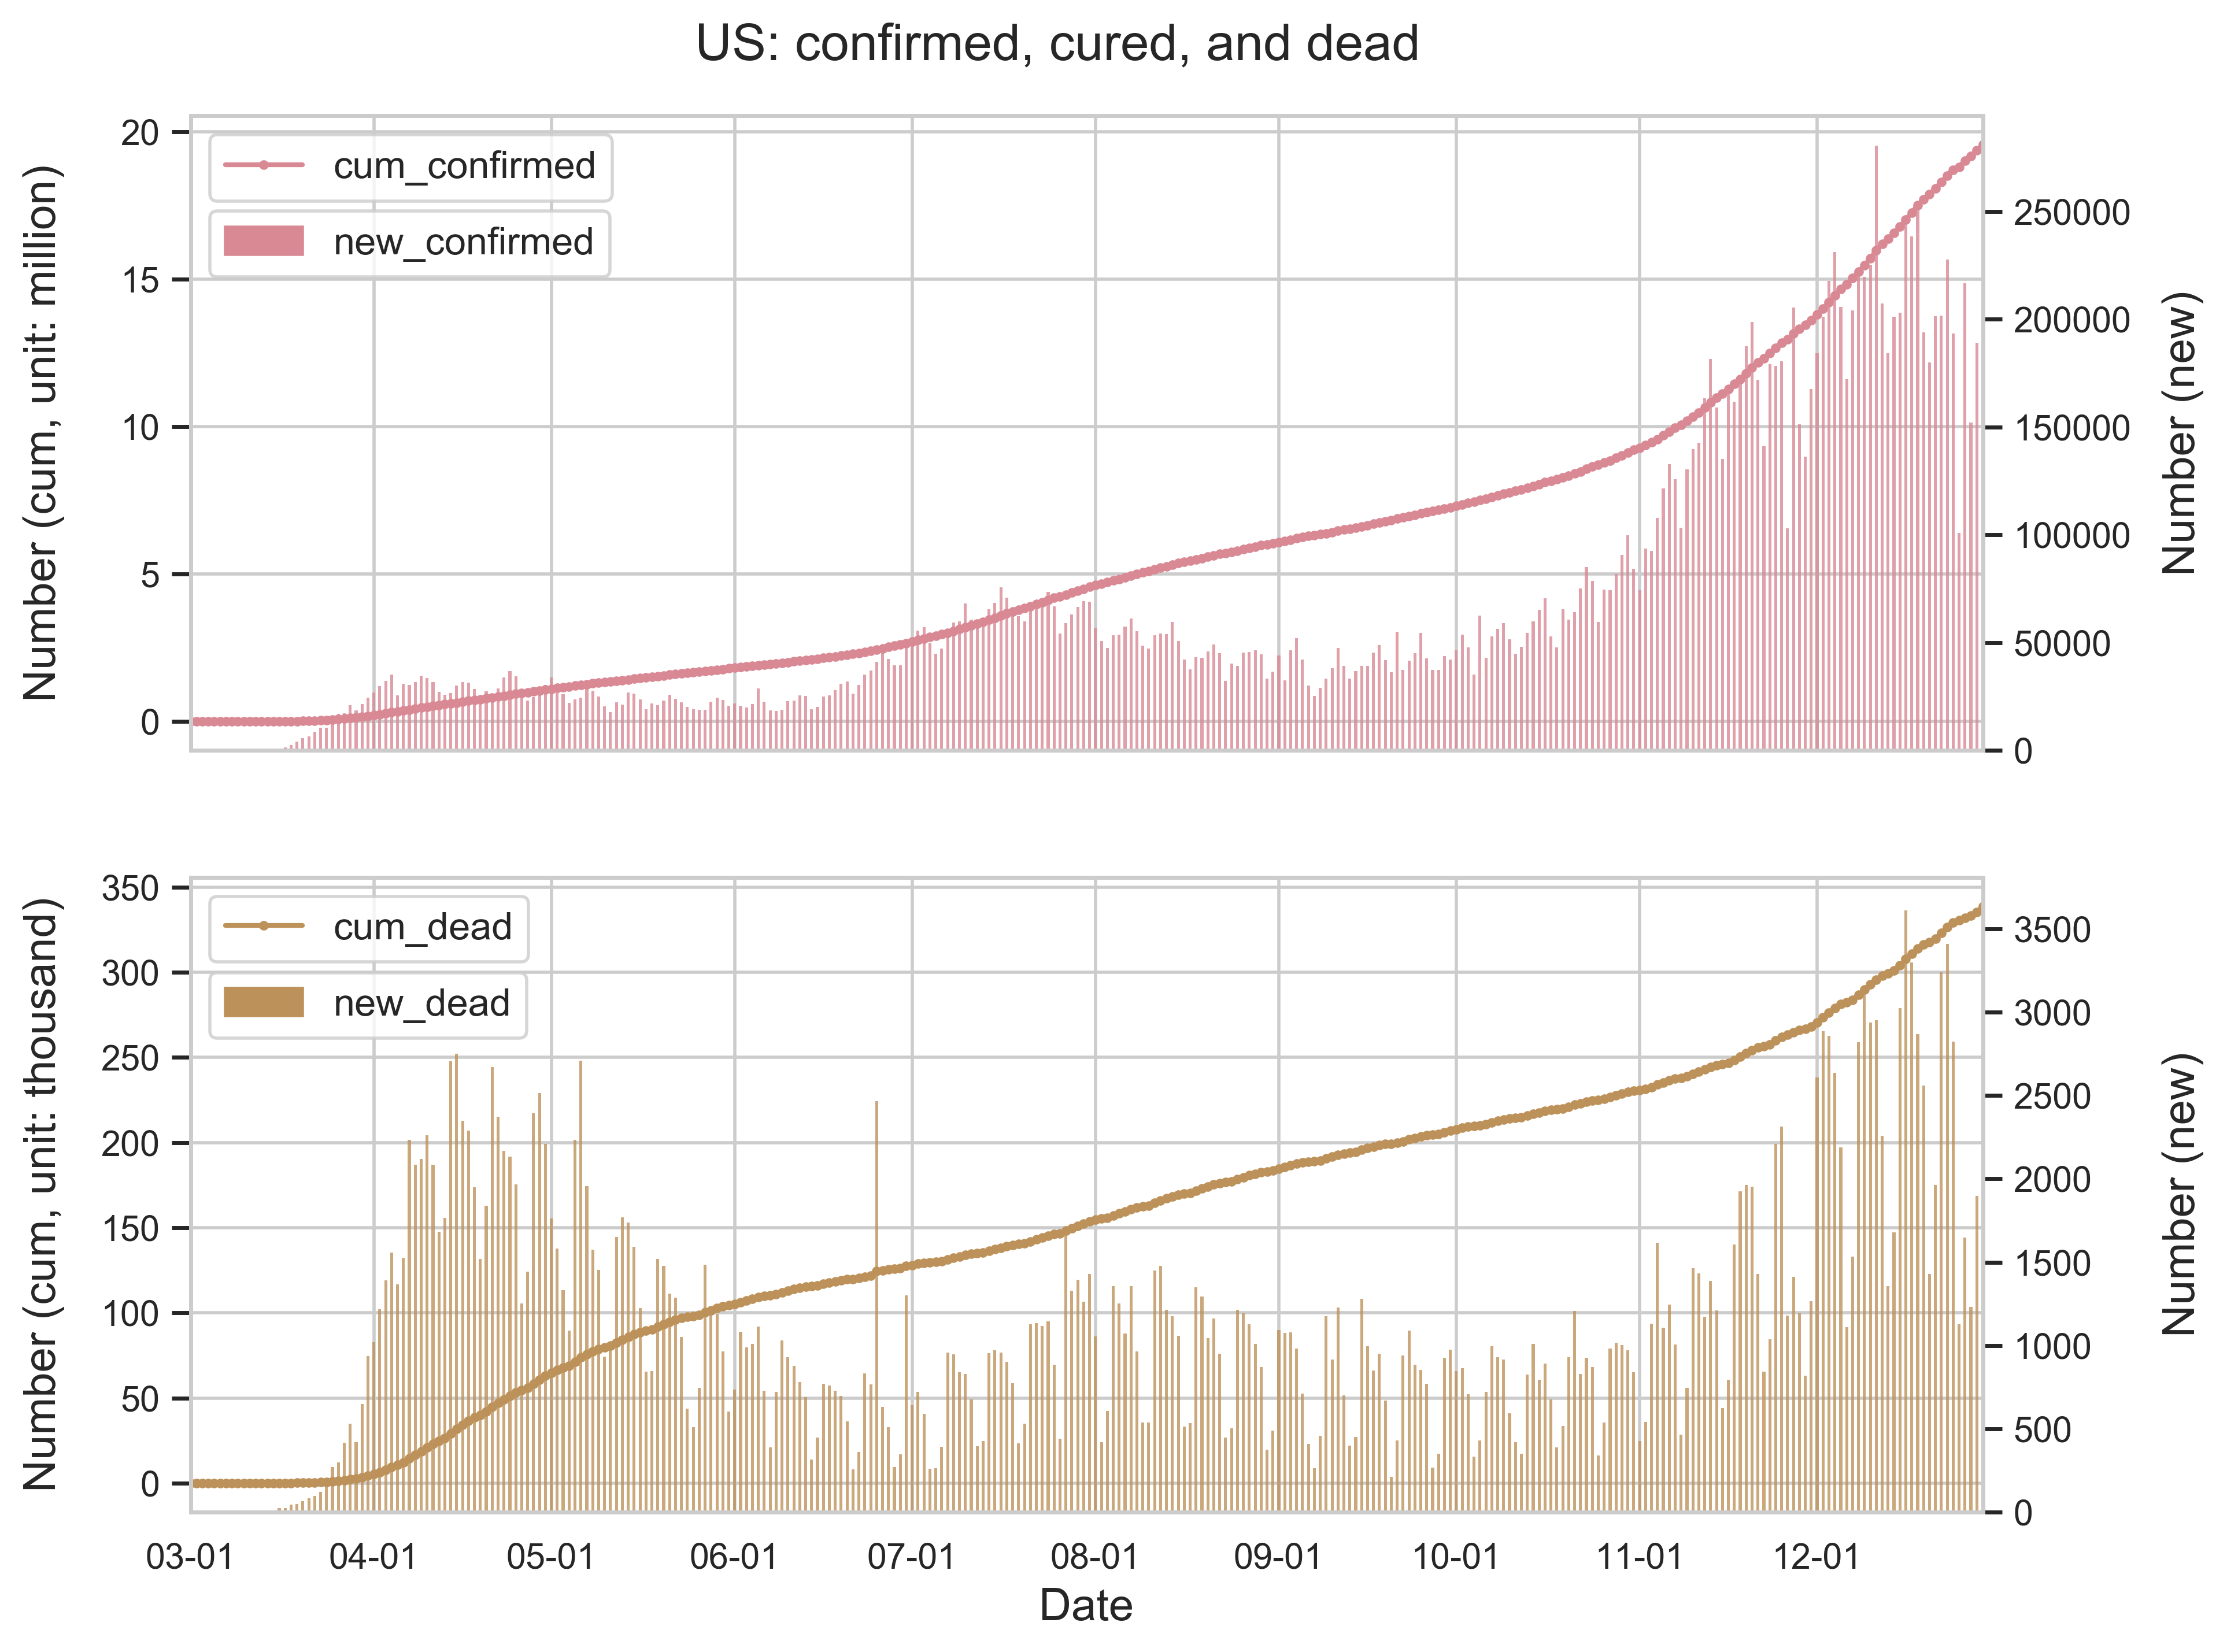 US: confirmed, cured, and dead
Number (cum, unit: million)
20
15
10
5
0
cum_confirmed
new_confirmed
250000
200000
150000
100000
50000
0
Number (new)
Number (cum, unit: thousand)
350
300
250
200
150
100
50
0
cum_dead
new_dead
3500
3000
2500
2000
1500
1000
500
0
Number (new)
03-01 04-01 05-01 06-01 07-01 08-01 09-01 10-01 11-01 12-01
Date